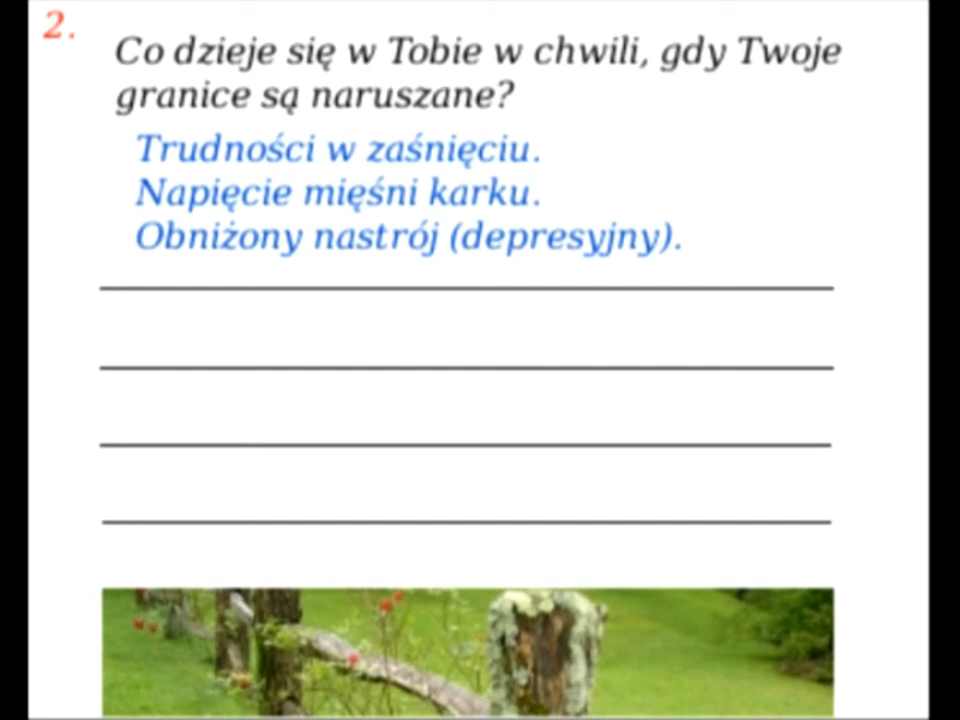 2.
Co dzieje się w Tobie w chwili, gdy Twoje
granice są naruszane?
Trudności w zaśnięciu.
Napięcie mięśni karku.
Obniżony nastrój (depresyjny).